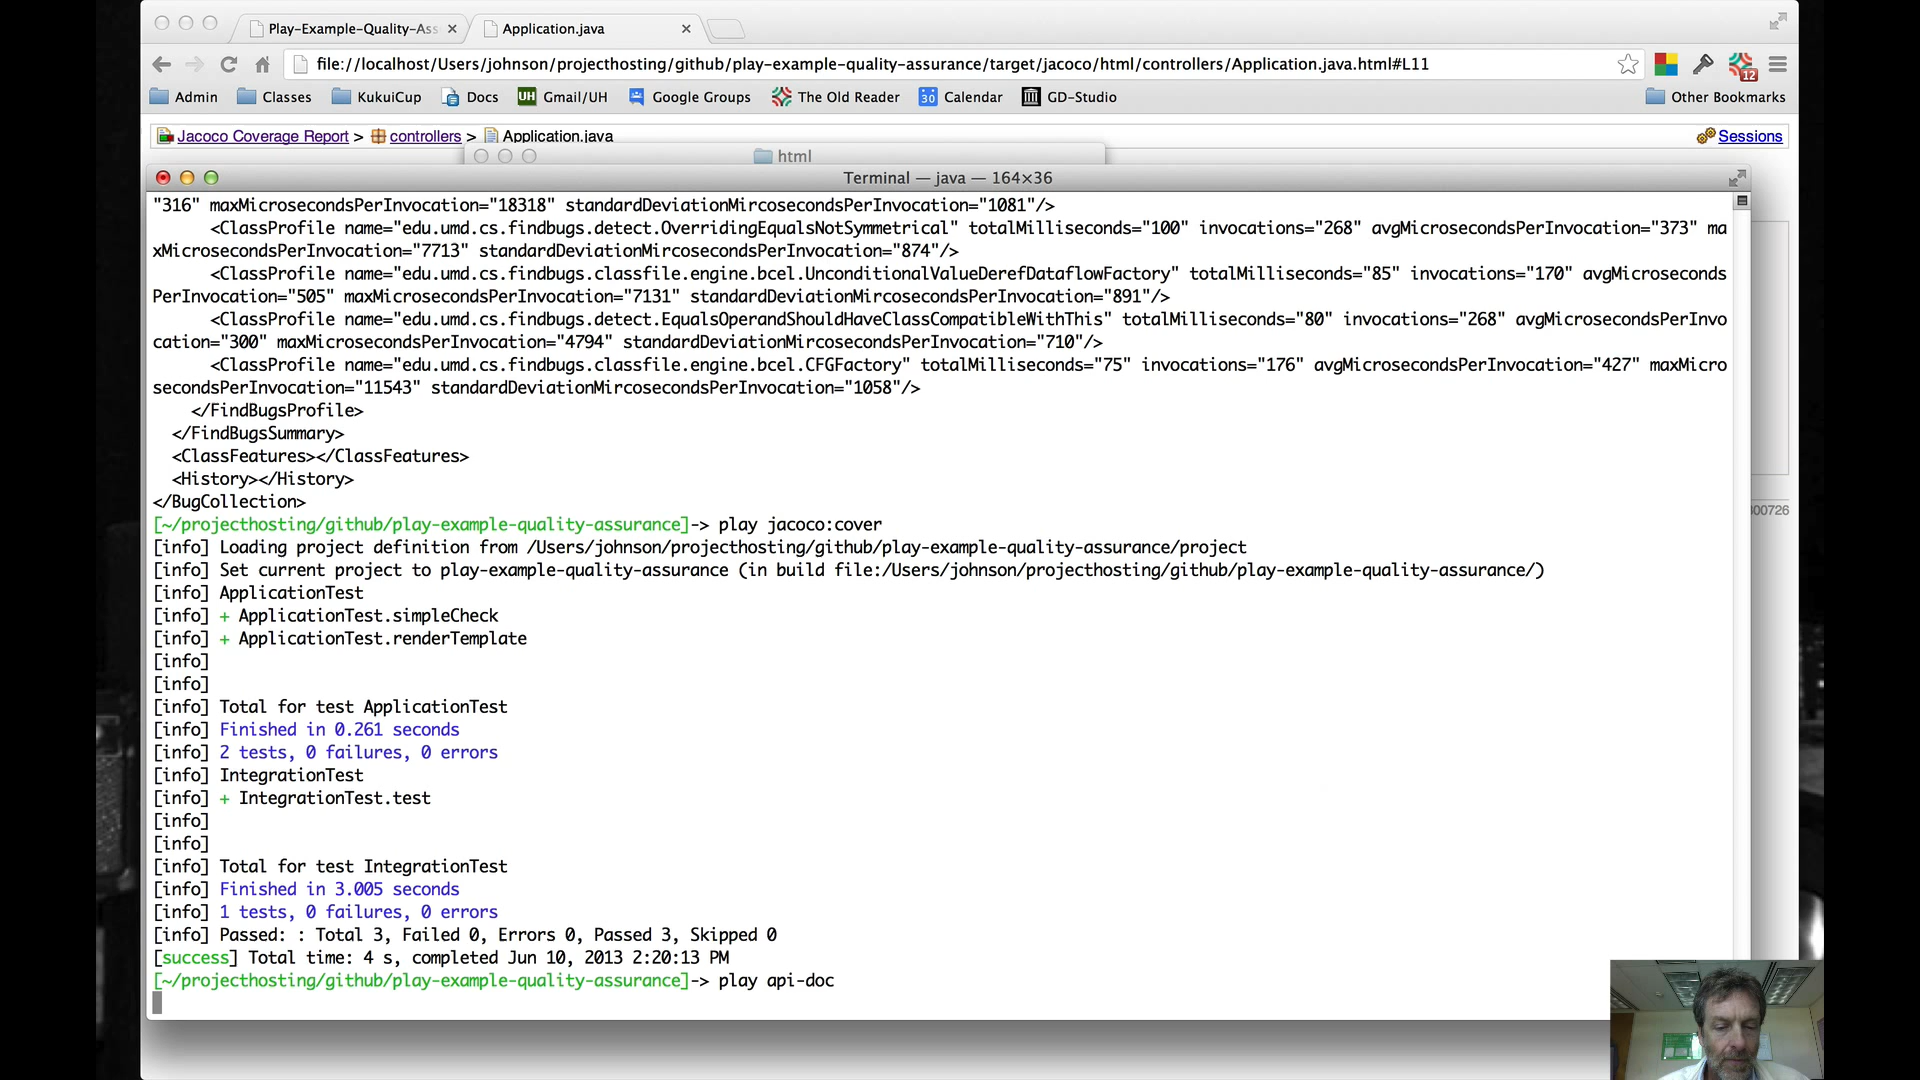 Play-Example-Quality-Ass
Application.java
file://localhost/Users/johnson/projecthosting/github/play-example-quality-assurance/target/jacoco/html/controllers/Application.java.html#L11
12
Admin Classes KukuiCup Docs UH Gmail/UH Google Groups The Old Reader 30 Calendar GD-Studio Other Bookmarks
Jacoco Coverage Report > controllers > Application.java Sessions
html
Terminal — java — 164×36
"316" maxMicrosecondsPerInvocation="18318" standardDeviationMircosecondsPerInvocation="1081"/>
<ClassProfile name="edu.umd.cs.findbugs.detect.OverridingEqualsNotSymmetrical" totalMilliseconds="100" invocations="268" avgMicrosecondsPerInvocation="373" ma
xMicrosecondsPerInvocation="7713" standardDeviationMircosecondsPerInvocation="874"/>
<ClassProfile name="edu.umd.cs.findbugs.classfile.engine.bcel.UnconditionalValueDerefDataflowFactory" totalMilliseconds="85" invocations="170" avgMicroseconds
PerInvocation="505" maxMicrosecondsPerInvocation="7131" standardDeviationMircosecondsPerInvocation="891"/>
<ClassProfile name="edu.umd.cs.findbugs.detect.EqualsOperandShouldHaveClassCompatibleWithThis" totalMilliseconds="80" invocations="268" avgMicrosecondsPerInvo
cation="300" maxMicrosecondsPerInvocation="4794" standardDeviationMircosecondsPerInvocation="710"/>
<ClassProfile name="edu.umd.cs.findbugs.classfile.engine.bcel.CFGFactory" totalMilliseconds="75" invocations="176" avgMicrosecondsPerInvocation="427" maxMicro
secondsPerInvocation="11543" standardDeviationMircosecondsPerInvocation="1058"/>
</FindBugsProfile>
</FindBugsSummary>
<ClassFeatures></ClassFeatures>
<History></History>
</BugCollection>
[~/projecthosting/github/play-example-quality-assurance]-> play jacoco:cover
[info] Loading project definition from /Users/johnson/projecthosting/github/play-example-quality-assurance/project
[info] Set current project to play-example-quality-assurance (in build file:/Users/johnson/projecthosting/github/play-example-quality-assurance/)
[info] ApplicationTest
[info] + ApplicationTest.simpleCheck
[info] + ApplicationTest.renderTemplate
[info]
[info]
[info] Total for test ApplicationTest
[info] Finished in 0.261 seconds
[info] 2 tests, 0 failures, 0 errors
[info] IntegrationTest
[info] + IntegrationTest.test
[info]
[info]
[info] Total for test IntegrationTest
[info] Finished in 3.005 seconds
[info] 1 tests, 0 failures, 0 errors
[info] Passed: : Total 3, Failed 0, Errors 0, Passed 3, Skipped 0
[success] Total time: 4 s, completed Jun 10, 2013 2:20:13 PM
[~/projecthosting/github/play-example-quality-assurance]-> play api-doc